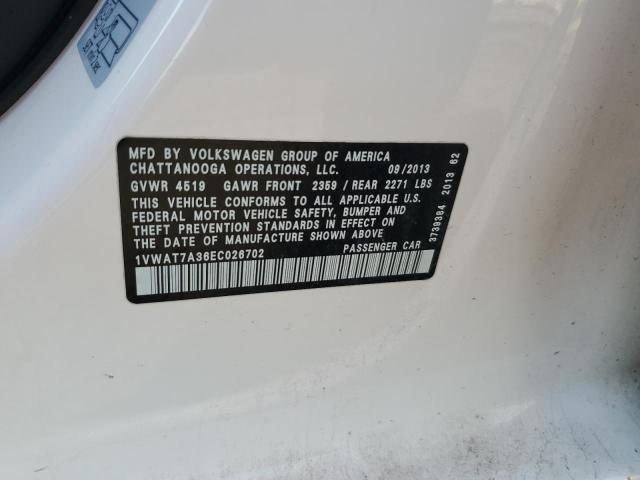 MFD BY VOLKSWAGEN GROUP OF AMERICA
CHATTANOOGA OPERATIONS, LLC. 09/2013
GVWR 4519 GAWR FRONT 2359 / REAR 2271 LBS
THIS VEHICLE CONFORMS TO ALL APPLICABLE U.S.
FEDERAL MOTOR VEHICLE SAFETY, BUMPER AND
THEFT PREVENTION STANDARDS IN EFFECT ON
THE DATE OF MANUFACTURE SHOWN ABOVE
1VWAT7A36EC026702 PASSENGER CAR
3739384 2013 62